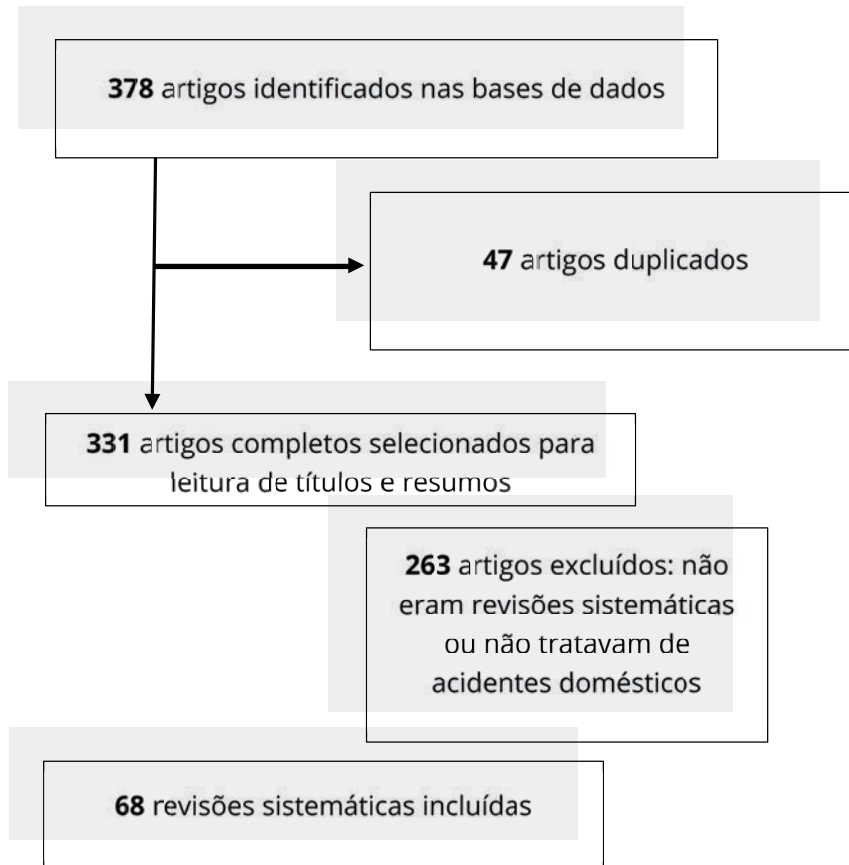 378 artigos identificados nas bases de dados
47 artigos duplicados
331 artigos completos selecionados para
leitura de títulos e resumos
263 artigos excluídos: não
eram revisões sistemáticas
ou não tratavam de
acidentes domésticos
68 revisões sistemáticas incluídas